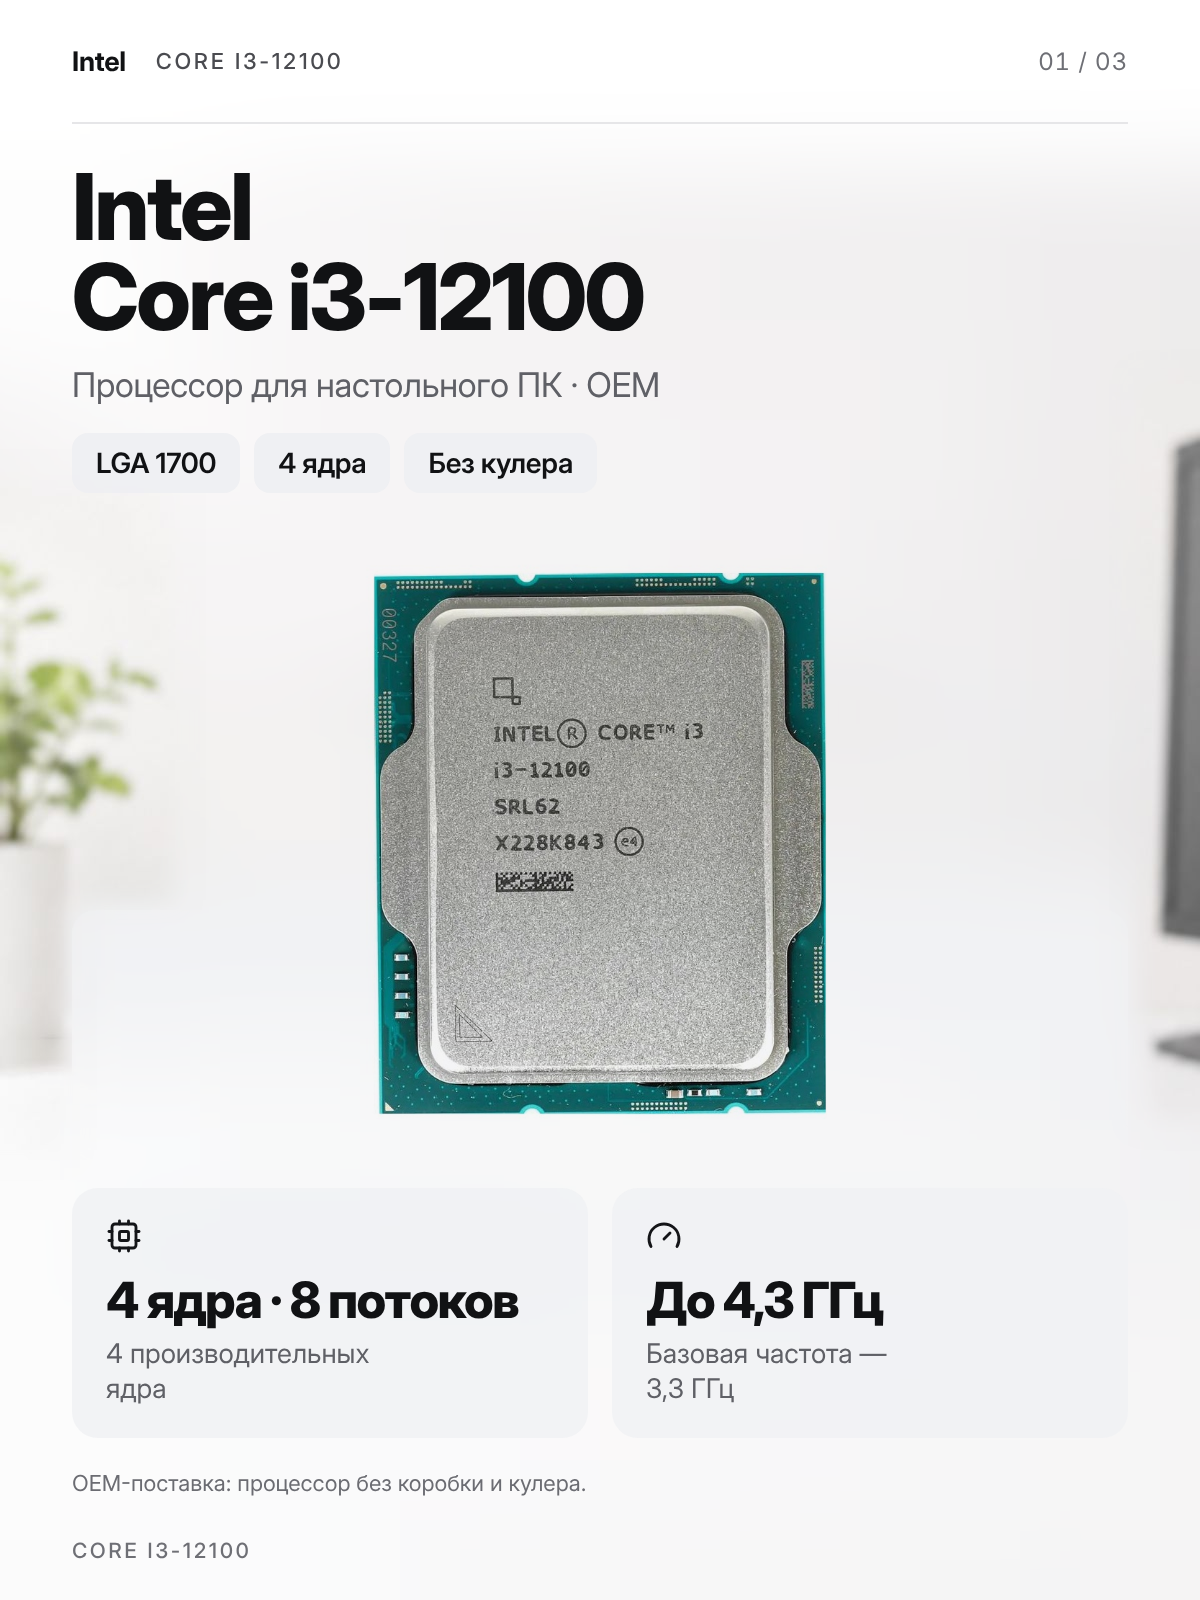 Intel CORE I3-12100 01 / 03
Intel
Core i3-12100
Процессор для настольного ПК · OEM
LGA 1700 4 ядра Без кулера
00327
INTEL® CORE™ i3
i3-12100
SRL62
X228K843 e4
4 ядра · 8 потоков
4 производительных
ядра
До 4,3 ГГц
Базовая частота —
3,3 ГГц
OEM-поставка: процессор без коробки и кулера.
CORE I3-12100